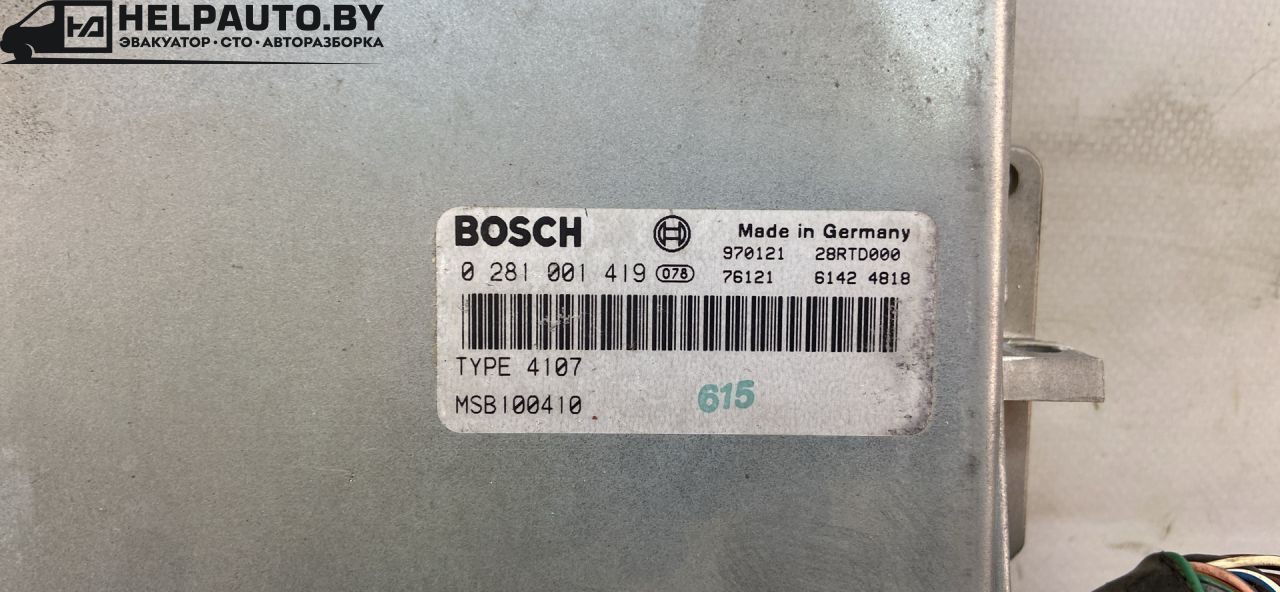 HELPAUTO.BY
ЭВАКУАТОР · СТО · АВТОРАЗБОРКА
BOSCH Made in Germany
970121 28RTD000
0 281 001 419 078 76121 6142 4818
TYPE 4107
MSB100410 615